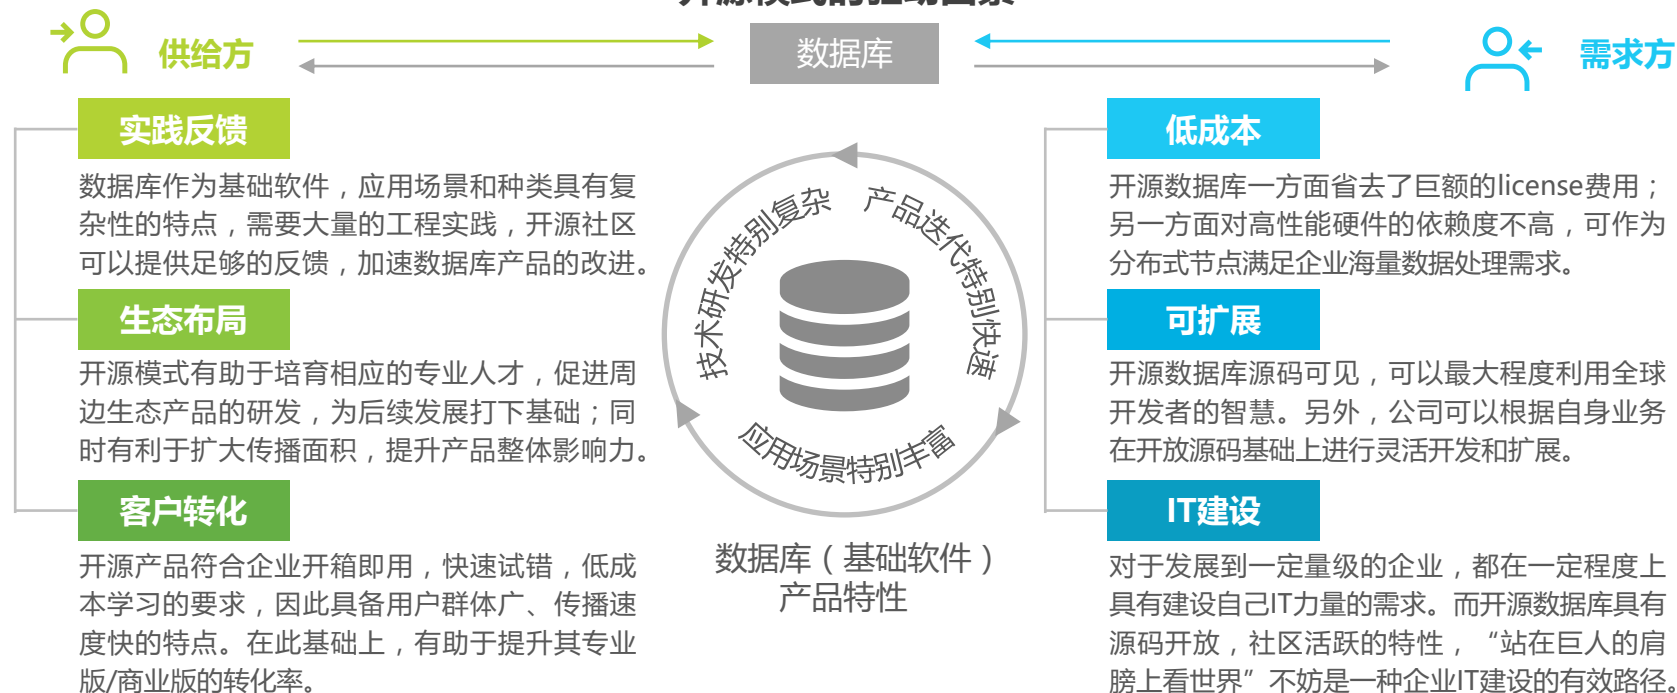 开源模式的驱动因素
供给方
数据库
需求方
实践反馈
数据库作为基础软件，应用场景和种类具有复
杂性的特点，需要大量的工程实践，开源社区
可以提供足够的反馈，加速数据库产品的改进。
生态布局
开源模式有助于培育相应的专业人才，促进周
边生态产品的研发，为后续发展打下基础；同
时有利于扩大传播面积，提升产品整体影响力。
客户转化
开源产品符合企业开箱即用，快速试错，低成
本学习的要求，因此具备用户群体广、传播速
度快的特点。在此基础上，有助于提升其专业
版/商业版的转化率。
技术研发特别复杂
产品迭代特别快速
应用场景特别丰富
数据库（基础软件）
产品特性
低成本
开源数据库一方面省去了巨额的license费用；
另一方面对高性能硬件的依赖度不高，可作为
分布式节点满足企业海量数据处理需求。
可扩展
开源数据库源码可见，可以最大程度利用全球
开发者的智慧。另外，公司可以根据自身业务
在开放源码基础上进行灵活开发和扩展。
IT建设
对于发展到一定量级的企业，都在一定程度上
具有建设自己IT力量的需求。而开源数据库具有
源码开放，社区活跃的特性，“站在巨人的肩
膀上看世界”不妨是一种企业IT建设的有效路径。